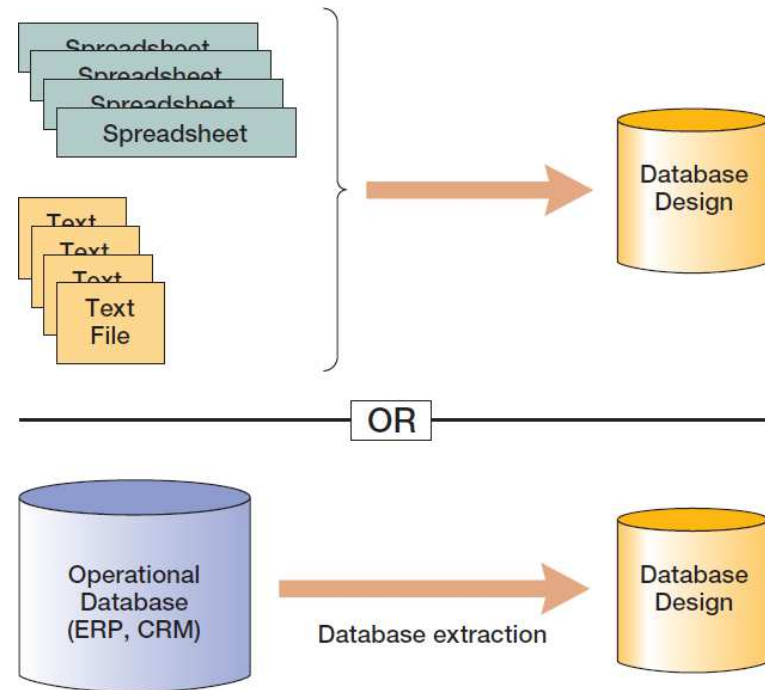 Spreadsheet
Spreadsheet
Spreadsheet
Spreadsheet
Text
Text
Text
Text
File
Database
Design
OR
Operational
Database
(ERP, CRM)
Database extraction
Database
Design